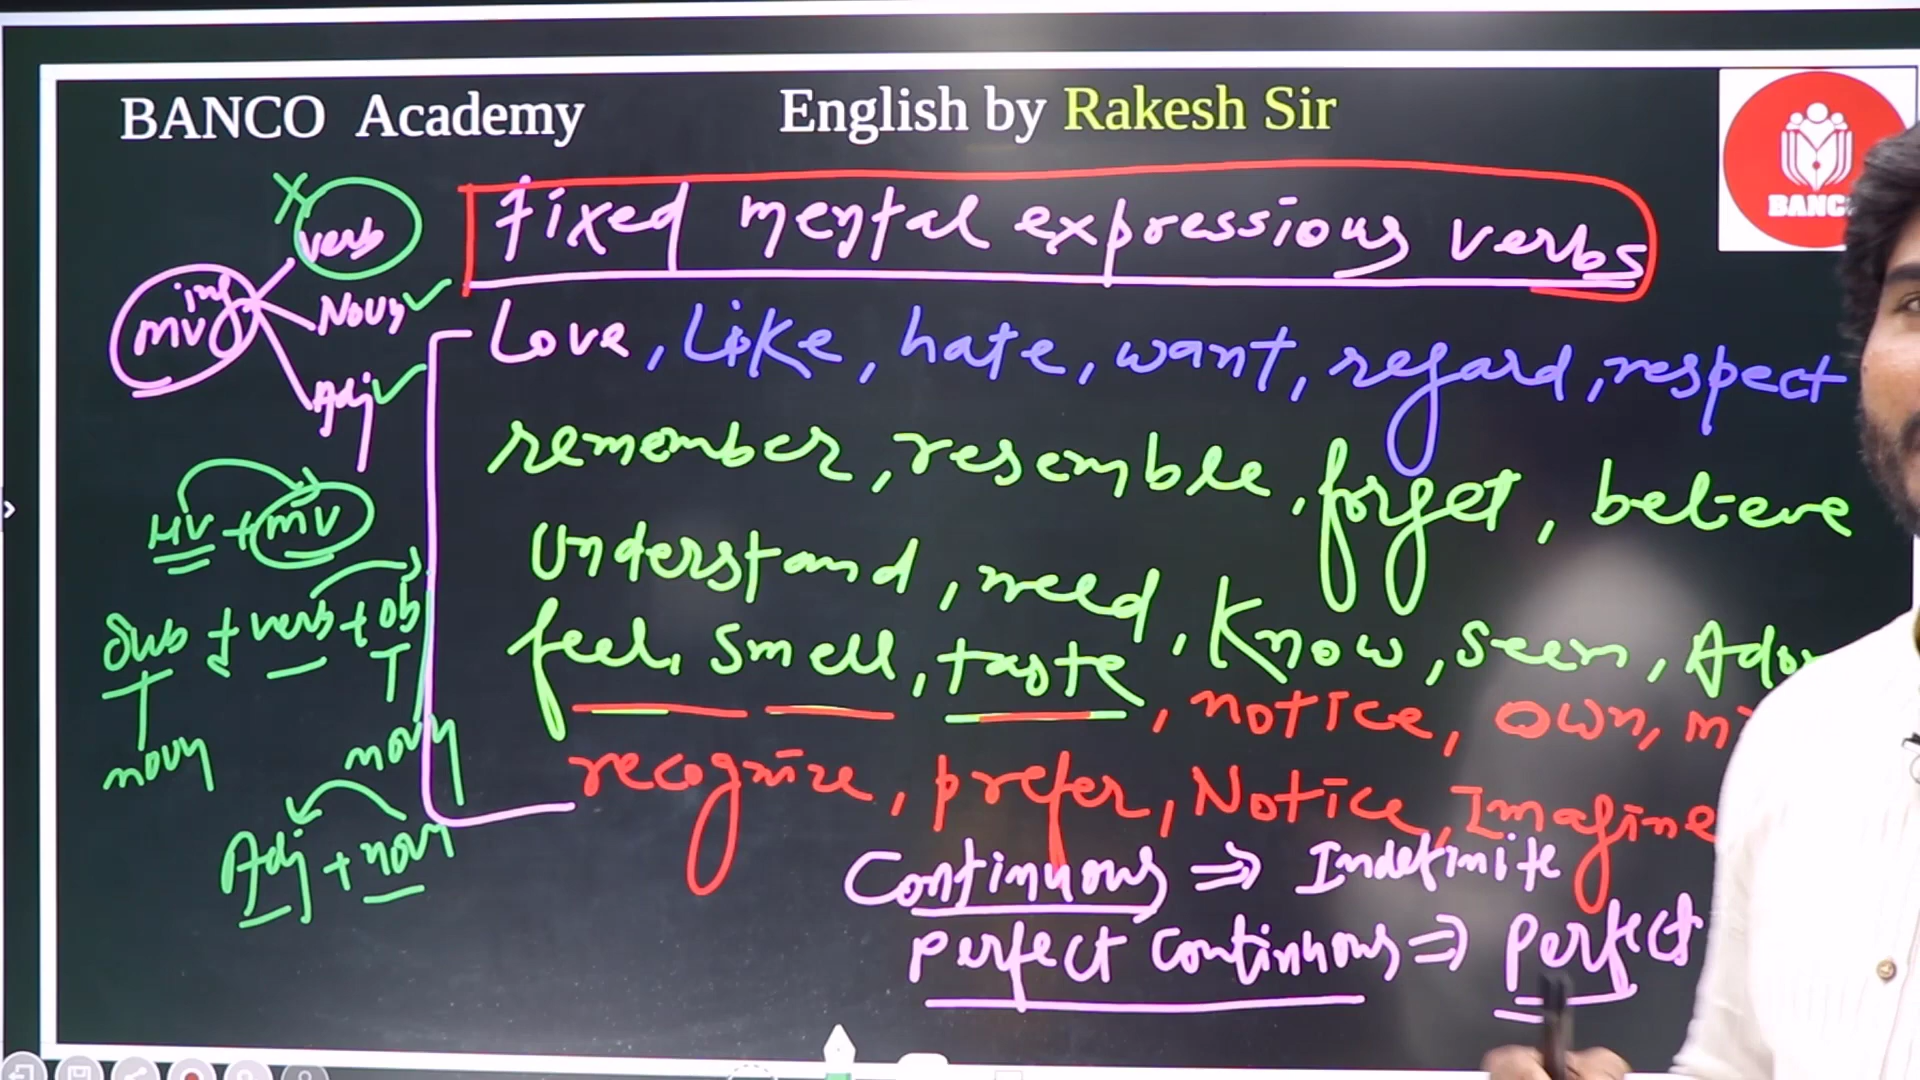 BANCO Academy English by Rakesh Sir
BANC
Fixed mental expressions verbs
Love, Like, hate, want, regard, respect
remember, resemble, forget, believe
Understand, need, Know, seem, Ador
feel, smell, taste, notice, own,
recognize, prefer, Notice, Imagine
Continuous ⇒ Indefinite
perfect continuous ⇒ perfect
X verb
ing
mv
Noun ✓
Adj ✓
HV + mv
Sub + verb + obj
noun noun
Adj + noun